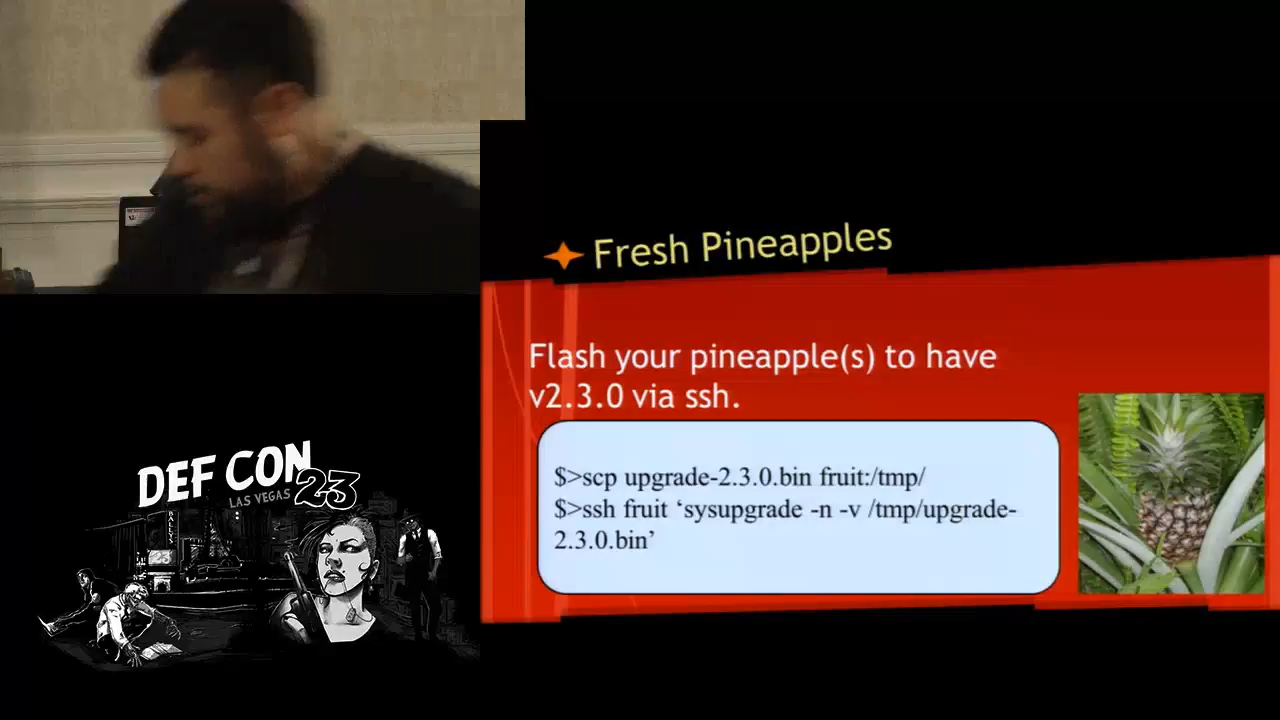 Fresh Pineapples
Flash your pineapple(s) to have
v2.3.0 via ssh.
$>scp upgrade-2.3.0.bin fruit:/tmp/
$>ssh fruit ‘sysupgrade -n -v /tmp/upgrade-
2.3.0.bin’
DEF CON
LAS VEGAS 23
BALLYS